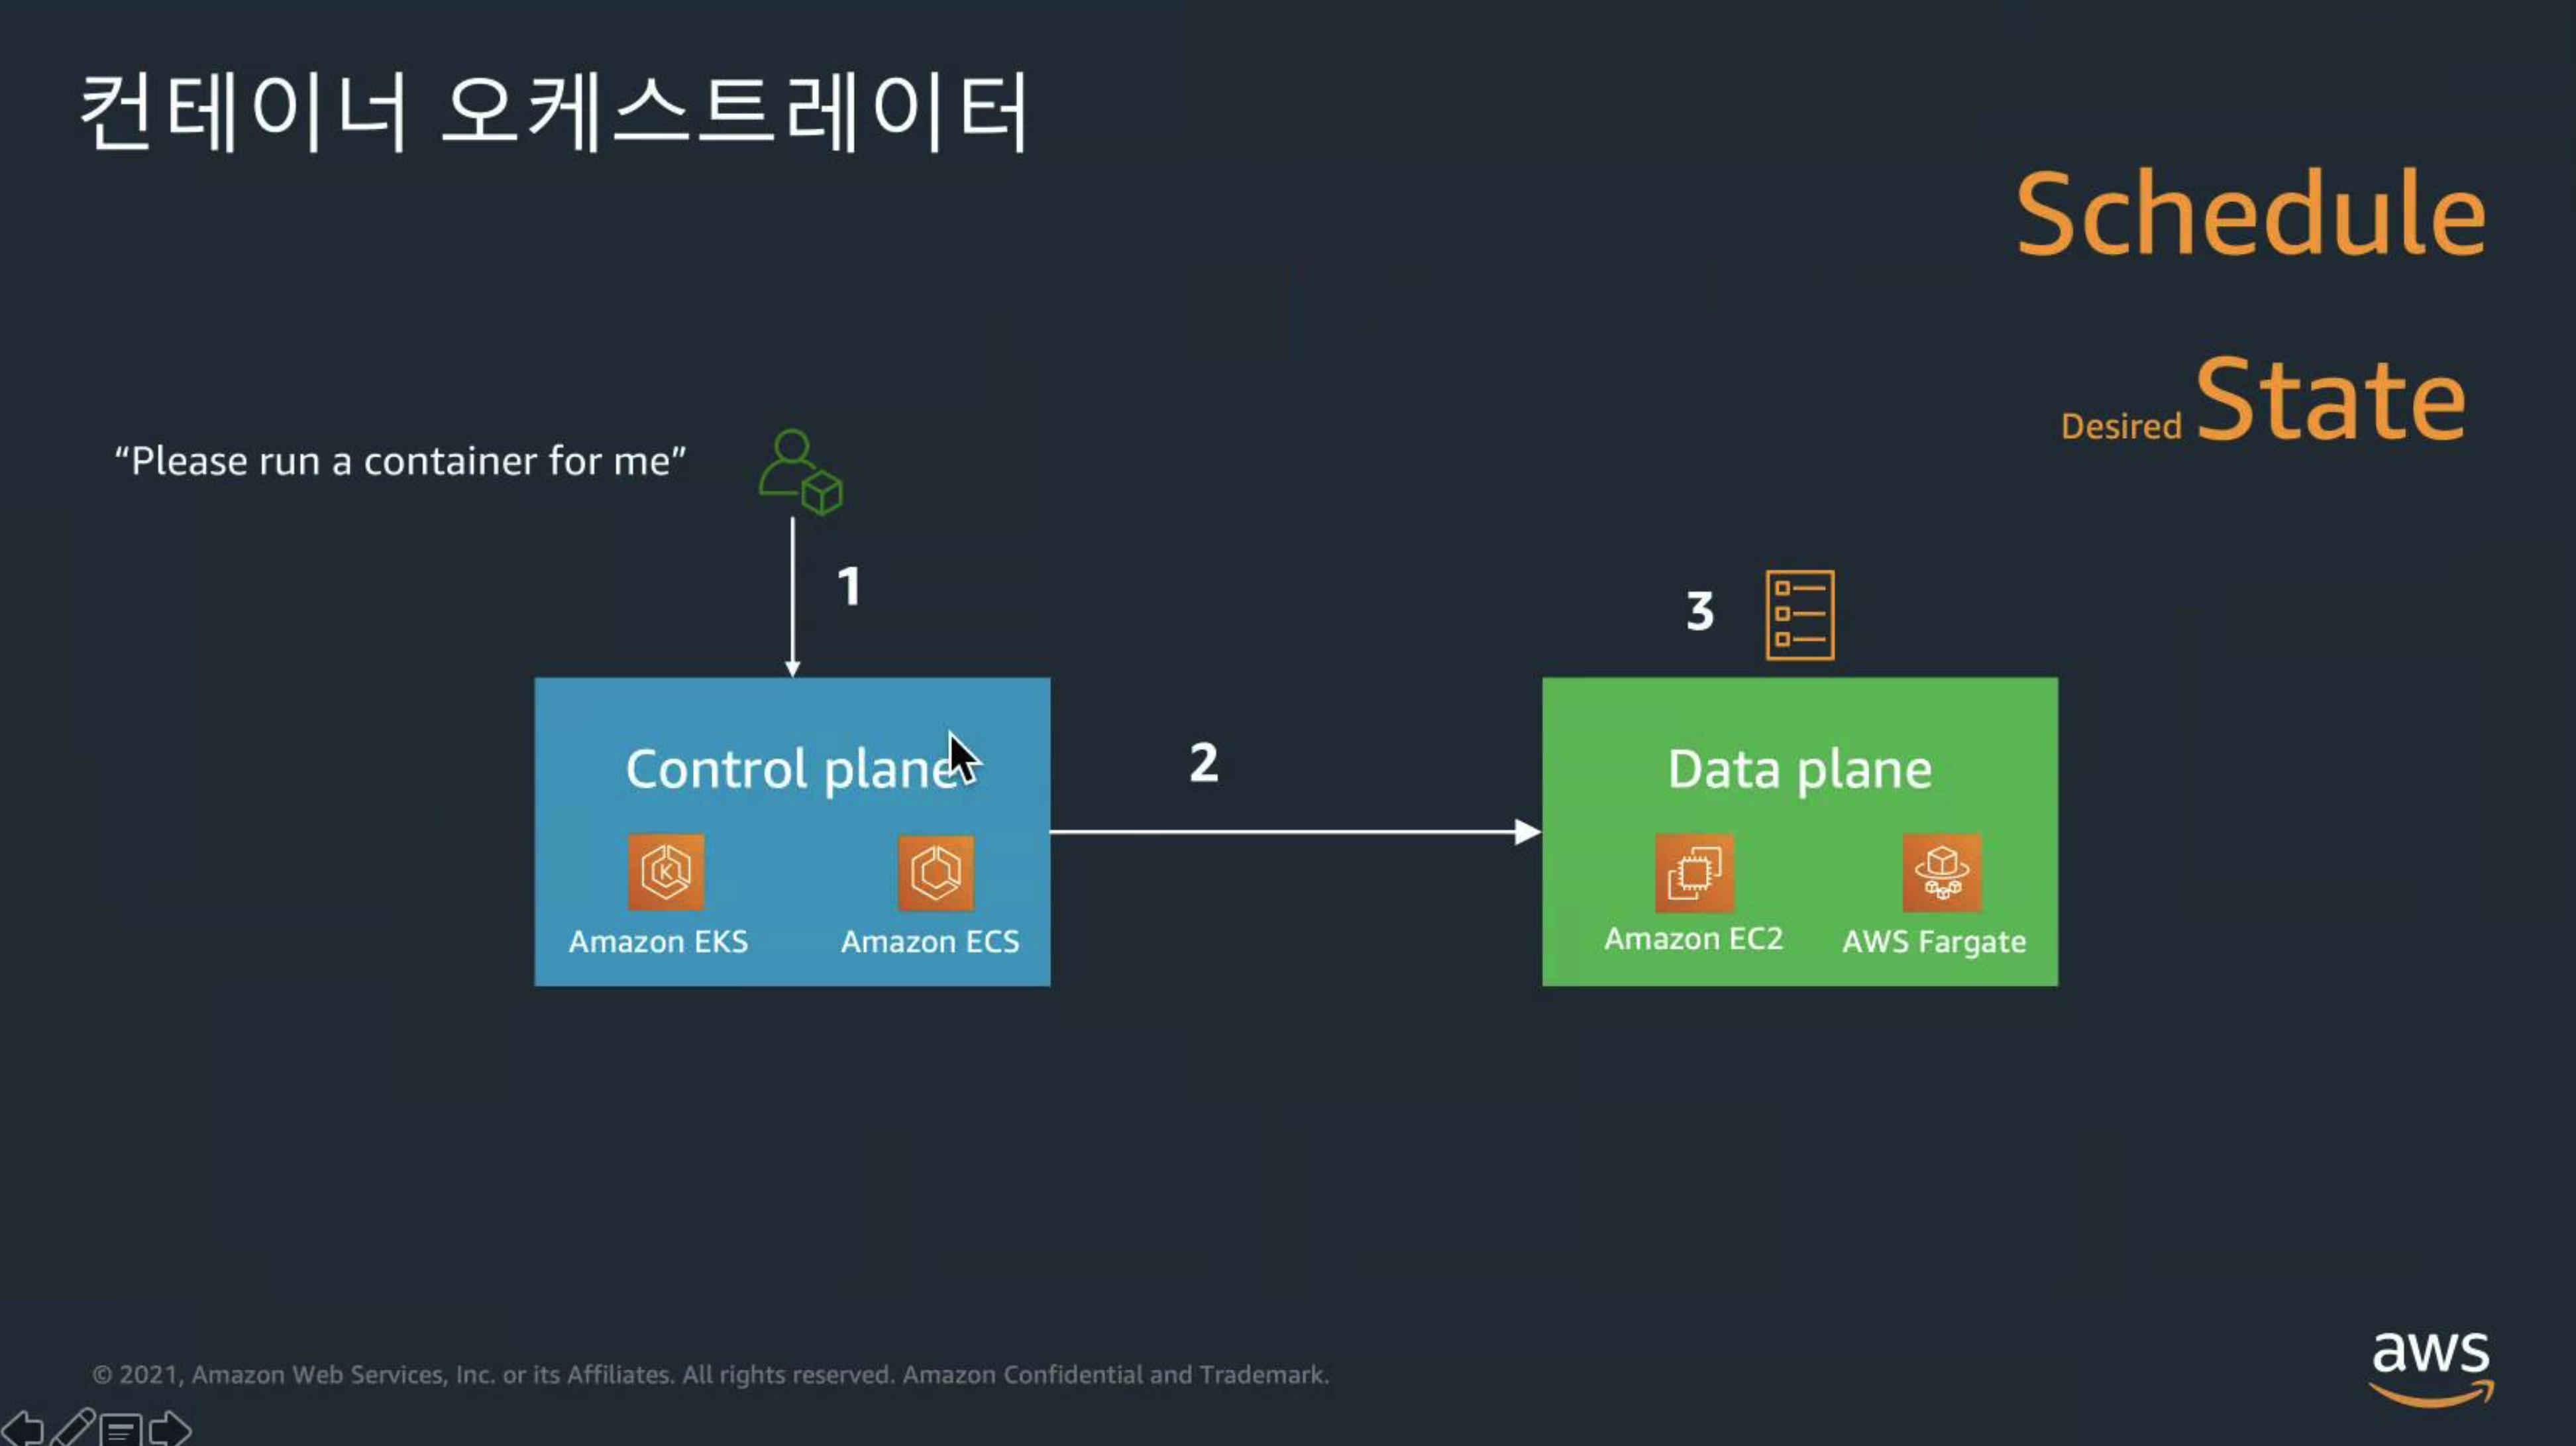 컨테이너 오케스트레이터
Schedule
Desired State
“Please run a container for me”
1
3
2
Control plane
Amazon EKS
Amazon ECS
Data plane
Amazon EC2
AWS Fargate
© 2021, Amazon Web Services, Inc. or its Affiliates. All rights reserved. Amazon Confidential and Trademark.
aws